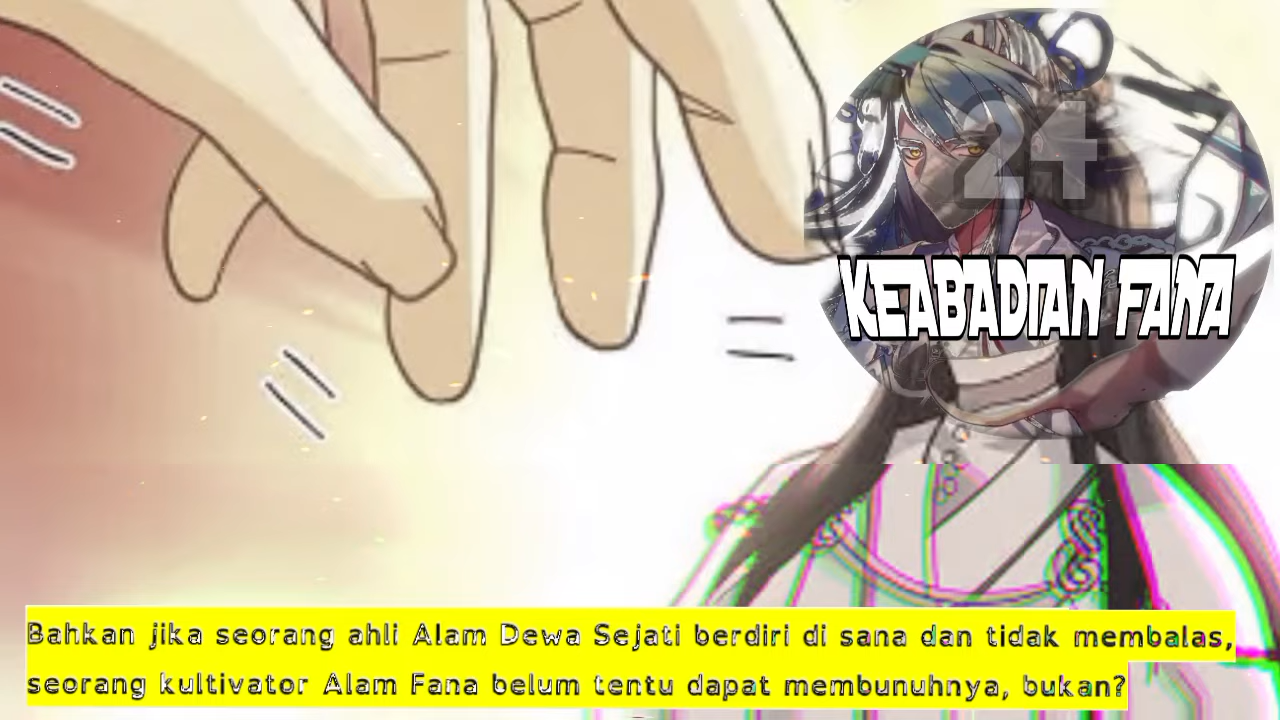 24
KEABADIAN FANA
Bahkan jika seorang ahli Alam Dewa Sejati berdiri di sana dan tidak membalas,
seorang kultivator Alam Fana belum tentu dapat membunuhnya, bukan?